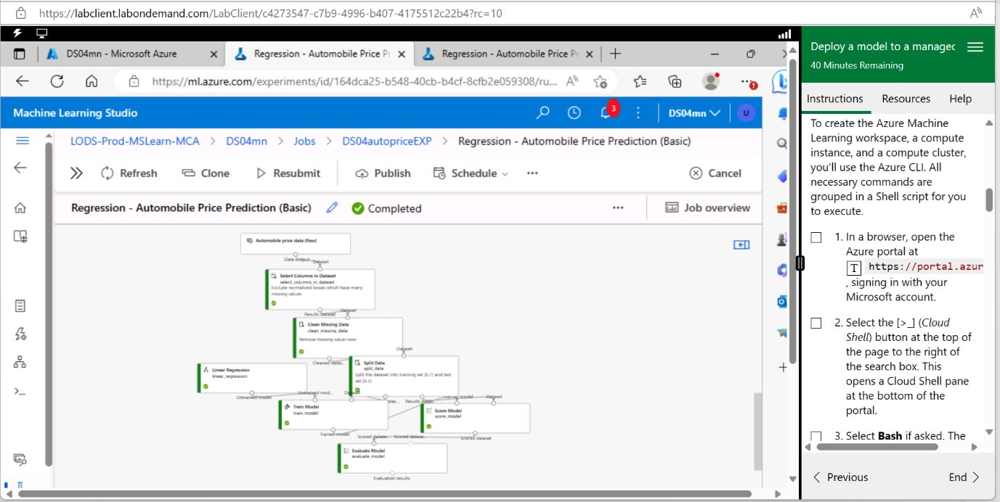 https://labclient.labondemand.com/LabClient/c4273547-c7b9-4996-b407-4175512c22b4?rc=10
DS04mn - Microsoft Azure
Regression - Automobile Price Pr
Regression - Automobile Price Pr
https://ml.azure.com/experiments/id/164dca25-b548-40cb-b4cf-8cfb2e059308/ru...
Machine Learning Studio
3
DS04mn
U
LODS-Prod-MSLearn-MCA > DS04mn > Jobs > DS04autopriceEXP > Regression - Automobile Price Prediction (Basic)
Refresh
Clone
Resubmit
Publish
Schedule
Cancel
Regression - Automobile Price Prediction (Basic)
Completed
Job overview
Automobile price data (Raw)
Data output
Dataset
Select Columns in Dataset
select_columns_in_dataset
Exclude normalized losses which have many
missing values
Results dataset
Dataset
Clean Missing Data
clean_missing_data
Remove missing value rows
Cleaned datas...
Dataset
Split Data
split_data
Split the dataset into training set (0.7) and test
set (0.3)
Linear Regression
linear_regression
Untrained model
Untrained mod...
Results datas...
Dataset
Train Model
train_model
Score Model
score_model
Trained model
Scored datase...
Scored datase...
Scored dataset
Evaluate Model
evaluate_model
Evaluation results
Deploy a model to a managed
40 Minutes Remaining
Instructions
Resources
Help
To create the Azure Machine
Learning workspace, a compute
instance, and a compute cluster,
you'll use the Azure CLI. All
necessary commands are
grouped in a Shell script for you
to execute.
1. In a browser, open the
Azure portal at
T https://portal.azur
, signing in with your
Microsoft account.
2. Select the [>_] (Cloud
Shell) button at the top of
the page to the right of
the search box. This
opens a Cloud Shell pane
at the bottom of the
portal.
3. Select Bash if asked. The
Previous
End